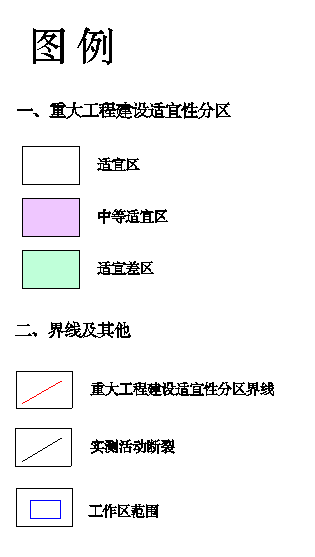 图例
一、重大工程建设适宜性分区
适宜区
中等适宜区
适宜差区
二、界线及其他
重大工程建设适宜性分区界线
实测活动断裂
工作区范围